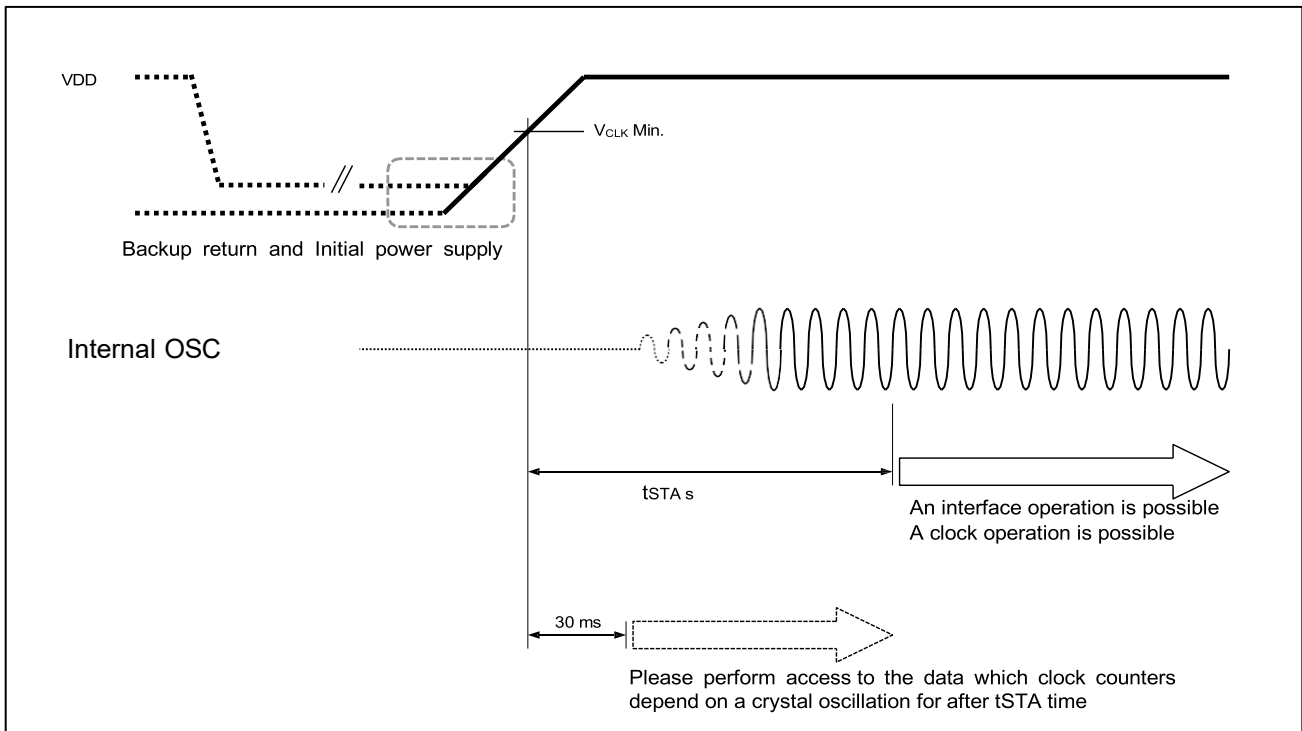 VDD
VCLK Min.
Backup return and Initial power supply
Internal OSC
tSTA s
An interface operation is possible
A clock operation is possible
30 ms
Please perform access to the data which clock counters
depend on a crystal oscillation for after tSTA time